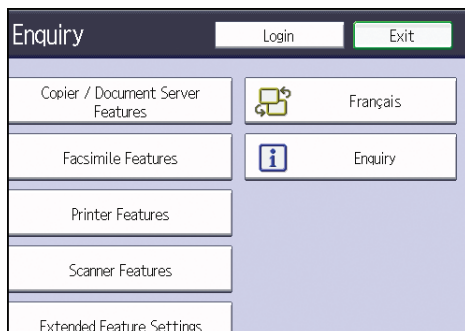 Enquiry
Login
Exit
Copier / Document Server
Features
Français
Facsimile Features
Enquiry
Printer Features
Scanner Features
Extended Feature Settings